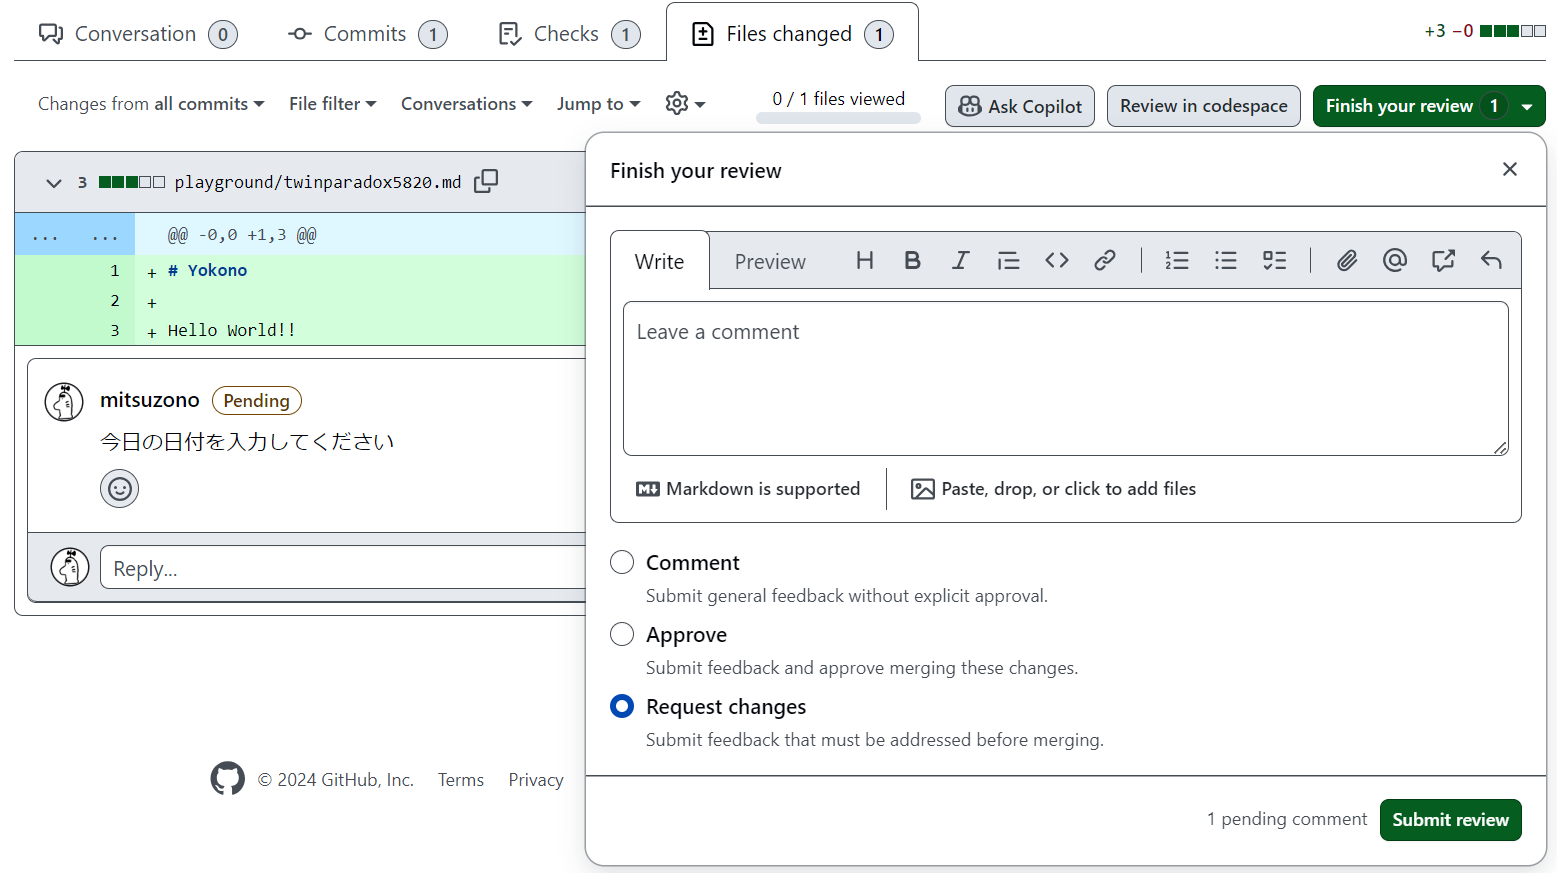 Conversation 0 Commits 1 Checks 1 Files changed 1 +3 −0
Changes from all commits File filter Conversations Jump to 0 / 1 files viewed Ask Copilot Review in codespace Finish your review 1
3 playground/twinparadox5820.md
... ... @@ -0,0 +1,3 @@
1 + # Yokono
2 +
3 + Hello World!!
mitsuzono Pending
今日の日付を入力してください
Reply...
Finish your review
Write Preview
Leave a comment
Markdown is supported Paste, drop, or click to add files
Comment
Submit general feedback without explicit approval.
Approve
Submit feedback and approve merging these changes.
Request changes
Submit feedback that must be addressed before merging.
© 2024 GitHub, Inc. Terms Privacy
1 pending comment Submit review